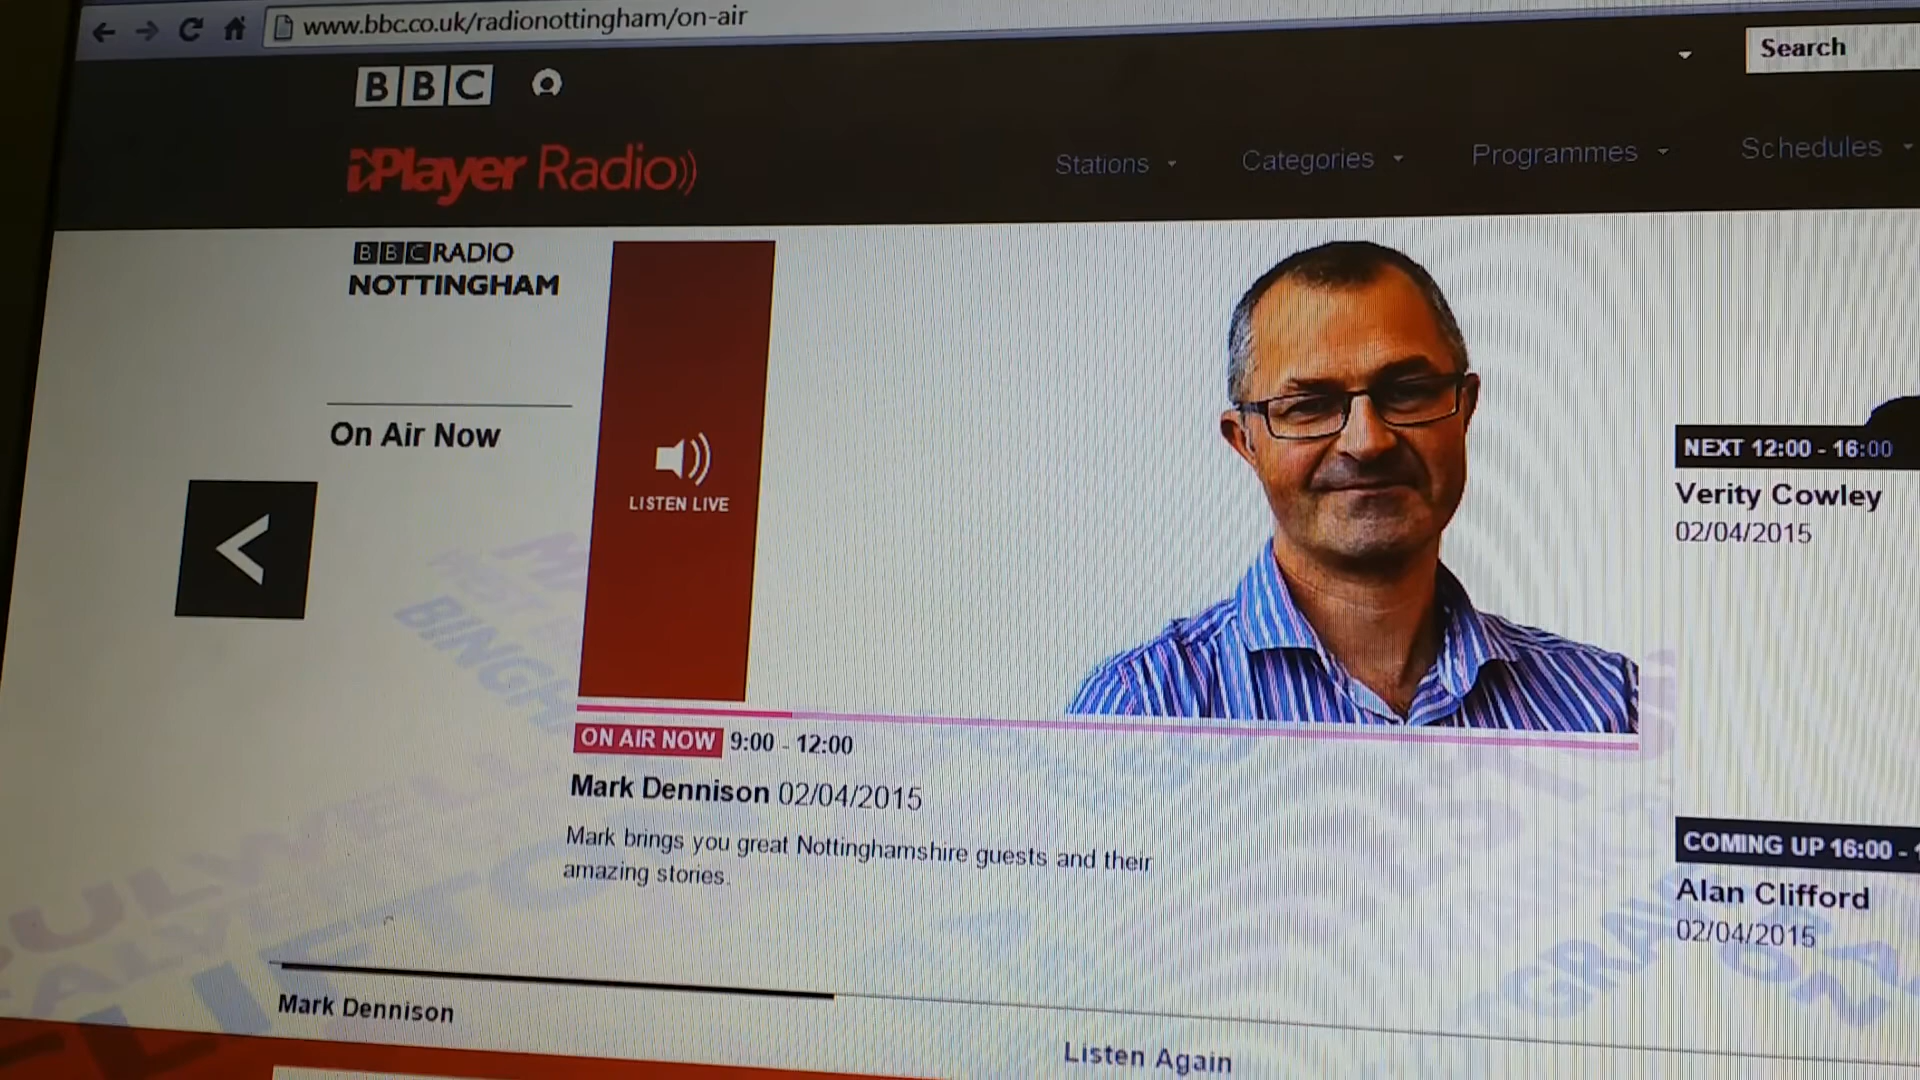 www.bbc.co.uk/radionottingham/on-air
BBC
Search
iPlayer Radio
Stations
Categories
Programmes
Schedules
BBC RADIO
NOTTINGHAM
On Air Now
LISTEN LIVE
NEXT 12:00 - 16:00
Verity Cowley
02/04/2015
ON AIR NOW 9:00 - 12:00
Mark Dennison 02/04/2015
Mark brings you great Nottinghamshire guests and their
amazing stories.
COMING UP 16:00 -
Alan Clifford
02/04/2015
Mark Dennison
Listen Again